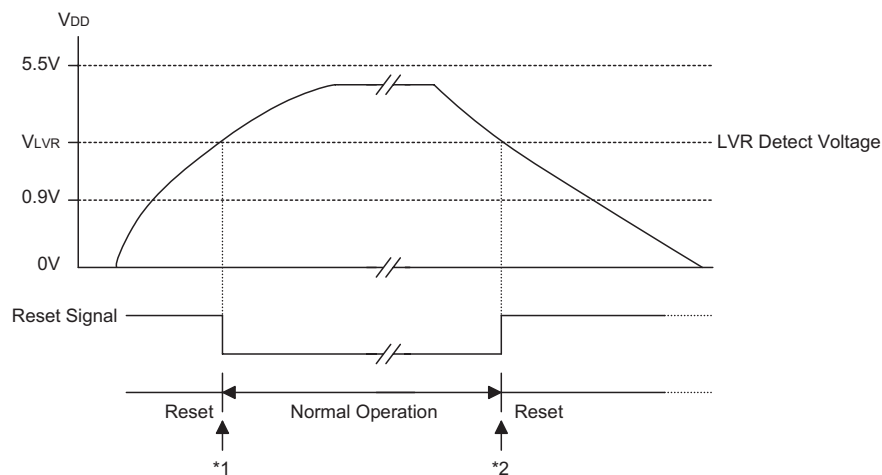 VDD
5.5V
VLVR
LVR Detect Voltage
0.9V
0V
Reset Signal
Reset
Normal Operation
Reset
*1
*2